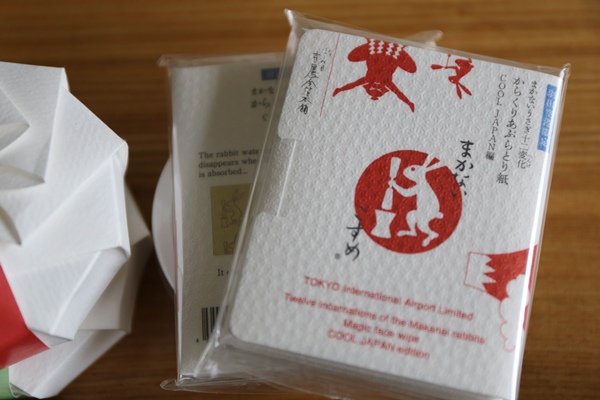 まかないうさぎ十二変化
からくりあぶらとり紙
COOL JAPAN編
まかない
こすめ
TOKYO International Airport Limited
Twelve incarnations of the Makanai rabbits
Magic face wipe
COOL JAPAN edition
The rabbit wate
disappears whe
is absorbed...